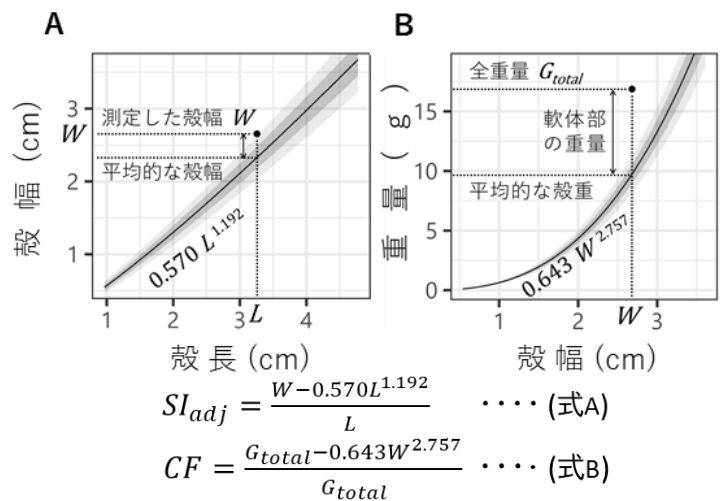 A
B
殻 幅 (cm)
3
W
2
1
測定した殻幅 W
平均的な殻幅
0.570 L^1.192
1
2
3
L
4
殻 長 (cm)
重 量 ( g )
15
10
5
0
全重量 G_total
軟体部
の重量
平均的な殻重
0.643 W^2.757
1
2
W
3
殻 幅 (cm)
SI_adj = (W−0.570L^1.192)/L ････ (式A)
CF = (G_total−0.643W^2.757)/G_total ････ (式B)